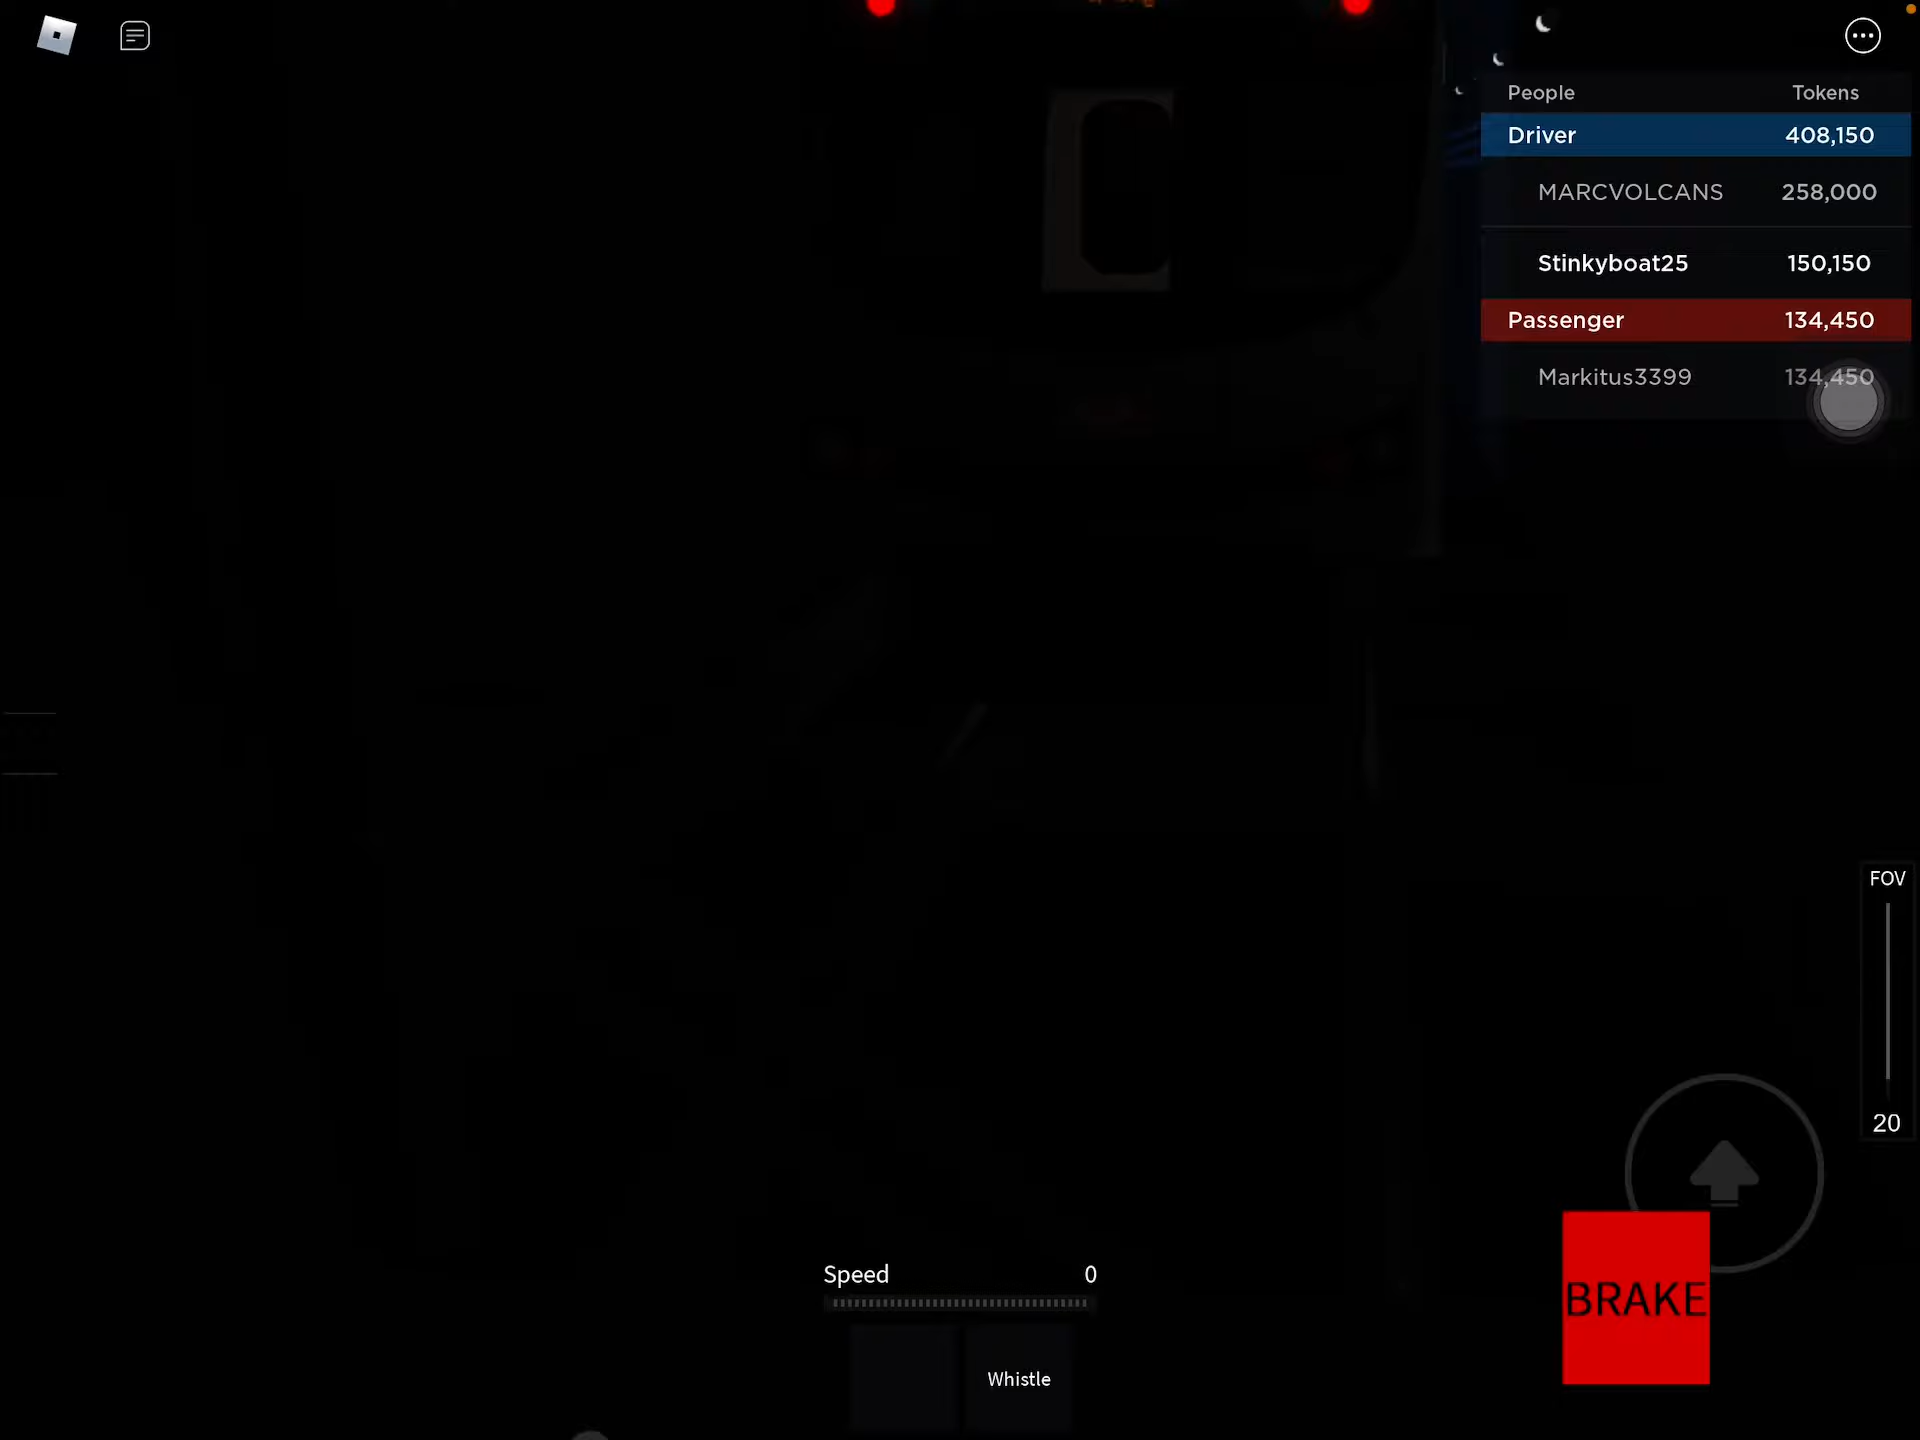 People Tokens
Driver 408,150
MARCVOLCANS 258,000
Stinkyboat25 150,150
Passenger 134,450
Markitus3399 134,450
FOV
20
Speed 0
BRAKE
Whistle